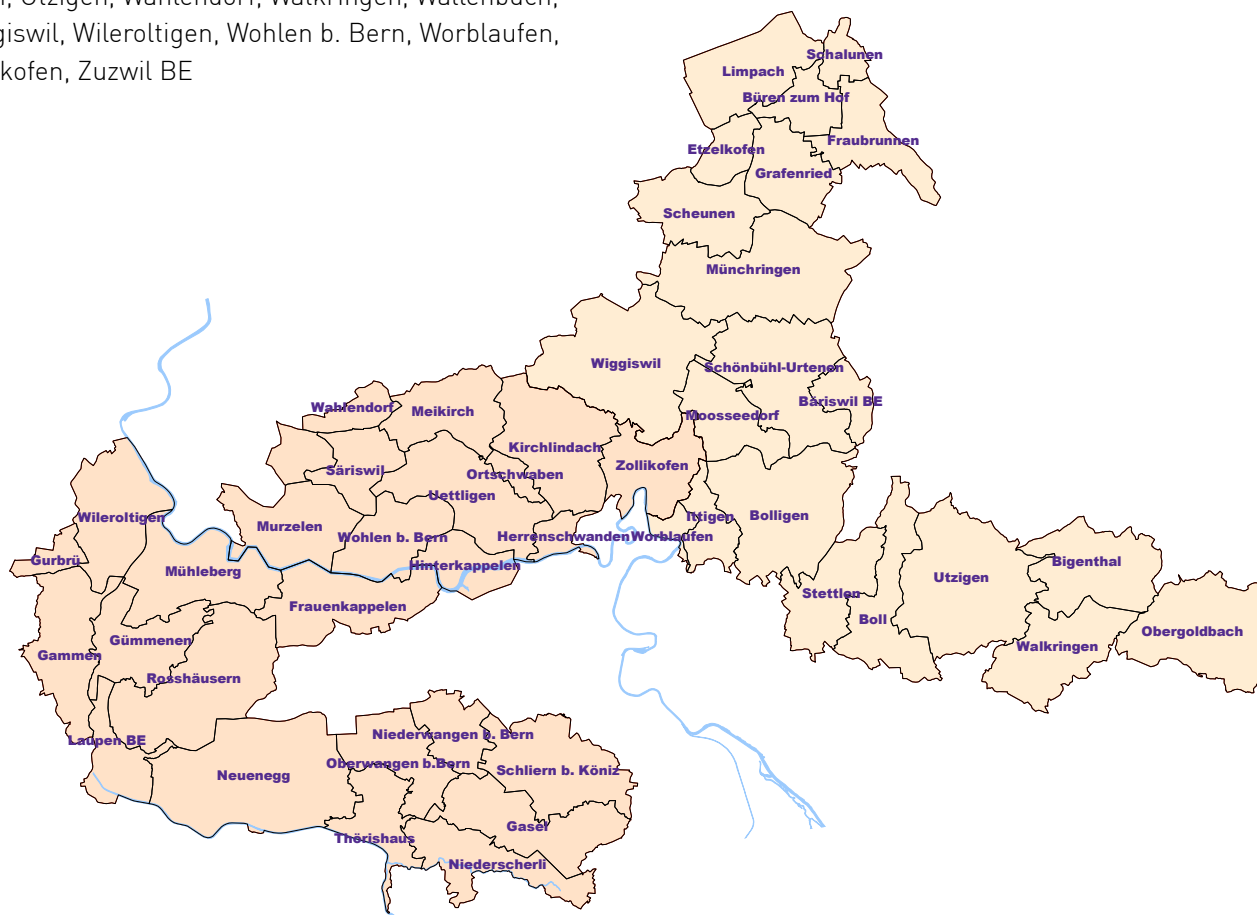 Utzigen, Wahlendorf, Walkringen, Wallenbuch,
giswil, Wileroltigen, Wohlen b. Bern, Worblaufen,
kofen, Zuzwil BE
Schalunen
Limpach
Büren zum Hof
Fraubrunnen
Etzelkofen
Grafenried
Scheunen
Münchringen
Wiggiswil
Schönbühl-Urtenen
Bäriswil BE
Wahlendorf
Meikirch
Moosseedorf
Kirchlindach
Säriswil
Ortschwaben
Zollikofen
Uettligen
Wileroltigen
Murzelen
Ittigen
Bolligen
Wohlen b. Bern
Herrenschwanden
Worblaufen
Gurbrü
Mühleberg
Hinterkappelen
Bigenthal
Utzigen
Stettlen
Frauenkappelen
Boll
Obergoldbach
Gümmenen
Walkringen
Gammen
Rosshäusern
Laupen BE
Niederwangen b. Bern
Oberwangen b.Bern
Neuenegg
Schliern b. Köniz
Gasel
Thörishaus
Niederscherli